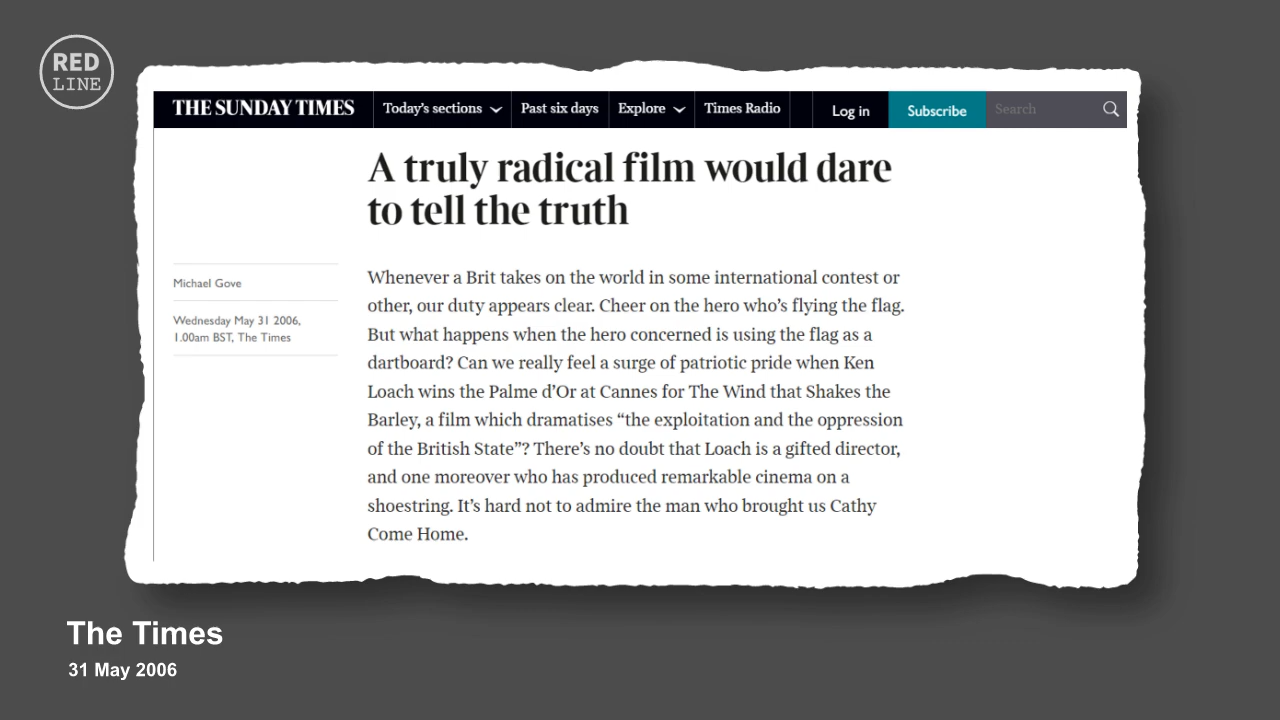 RED
LINE
THE SUNDAY TIMES
Today's sections
Past six days
Explore
Times Radio
Log in
Subscribe
Search
A truly radical film would dare
to tell the truth
Michael Gove
Wednesday May 31 2006,
1.00am BST, The Times
Whenever a Brit takes on the world in some international contest or
other, our duty appears clear. Cheer on the hero who's flying the flag.
But what happens when the hero concerned is using the flag as a
dartboard? Can we really feel a surge of patriotic pride when Ken
Loach wins the Palme d'Or at Cannes for The Wind that Shakes the
Barley, a film which dramatises “the exploitation and the oppression
of the British State”? There's no doubt that Loach is a gifted director,
and one moreover who has produced remarkable cinema on a
shoestring. It's hard not to admire the man who brought us Cathy
Come Home.
The Times
31 May 2006